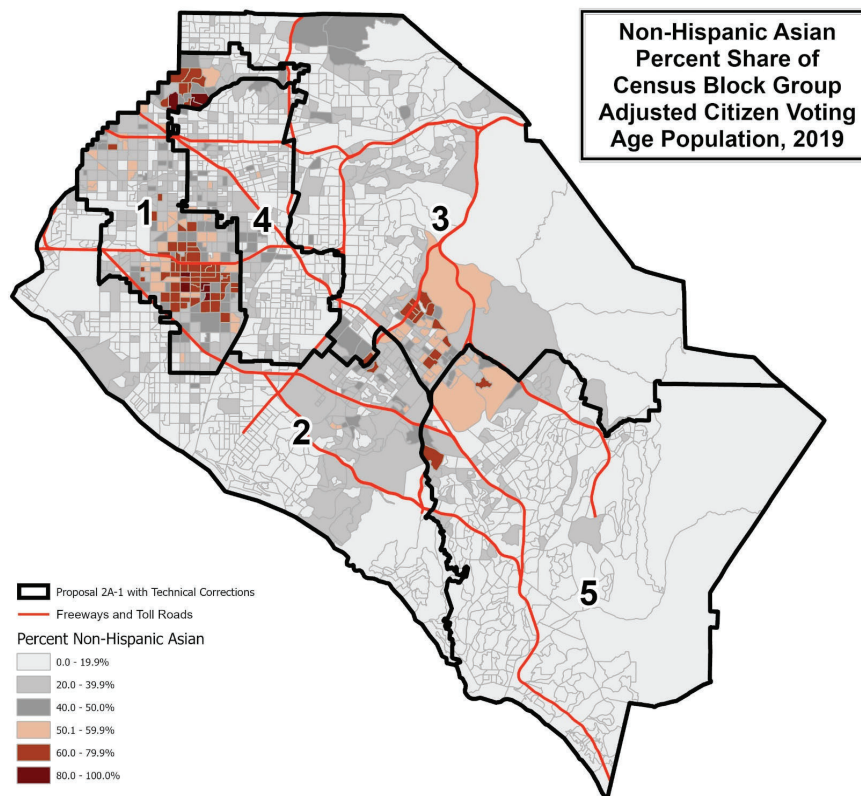 Non-Hispanic Asian
Percent Share of
Census Block Group
Adjusted Citizen Voting
Age Population, 2019
1
4
3
2
5
Proposal 2A-1 with Technical Corrections
Freeways and Toll Roads
Percent Non-Hispanic Asian
0.0 - 19.9%
20.0 - 39.9%
40.0 - 50.0%
50.1 - 59.9%
60.0 - 79.9%
80.0 - 100.0%